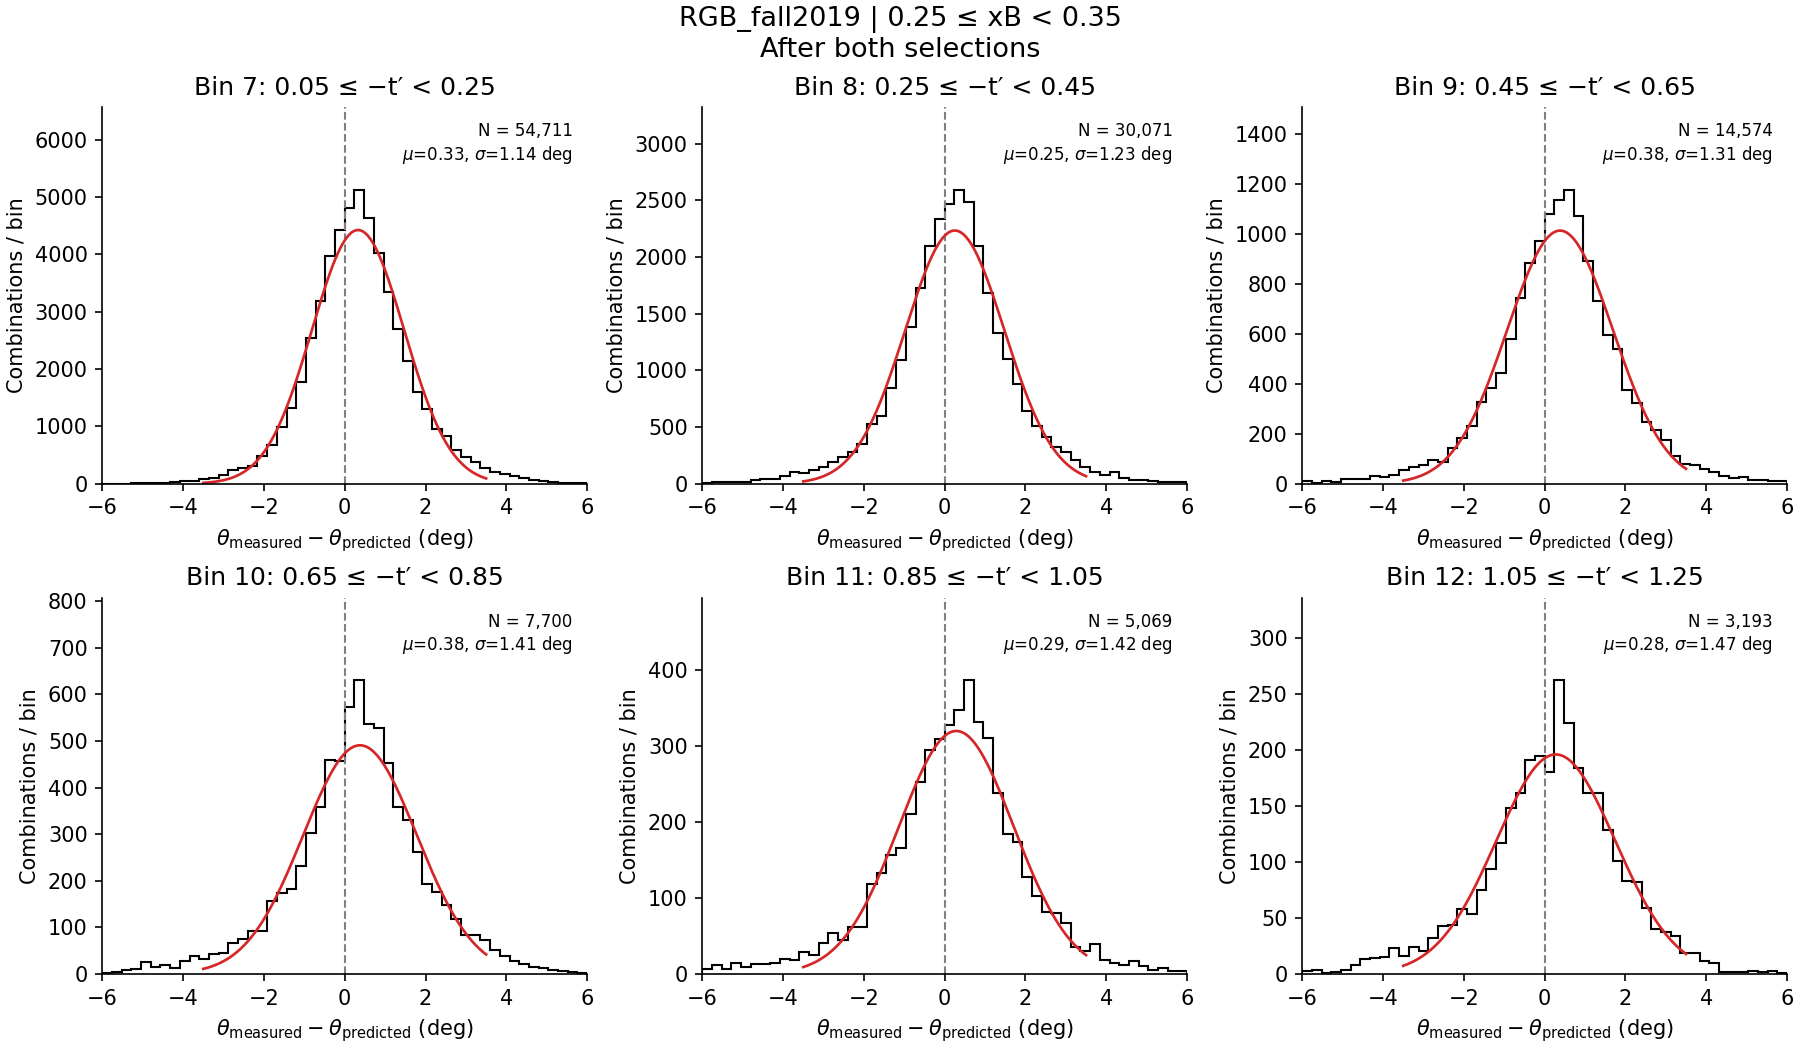 RGB_fall2019 | 0.25 ≤ xB < 0.35
After both selections
Bin 7: 0.05 ≤ −t′ < 0.25
N = 54,711
μ=0.33, σ=1.14 deg
Combinations / bin
6000
5000
4000
3000
2000
1000
0
−6 −4 −2 0 2 4 6
θmeasured − θpredicted (deg)
Bin 8: 0.25 ≤ −t′ < 0.45
N = 30,071
μ=0.25, σ=1.23 deg
Combinations / bin
3000
2500
2000
1500
1000
500
0
−6 −4 −2 0 2 4 6
θmeasured − θpredicted (deg)
Bin 9: 0.45 ≤ −t′ < 0.65
N = 14,574
μ=0.38, σ=1.31 deg
Combinations / bin
1400
1200
1000
800
600
400
200
0
−6 −4 −2 0 2 4 6
θmeasured − θpredicted (deg)
Bin 10: 0.65 ≤ −t′ < 0.85
N = 7,700
μ=0.38, σ=1.41 deg
Combinations / bin
800
700
600
500
400
300
200
100
0
−6 −4 −2 0 2 4 6
θmeasured − θpredicted (deg)
Bin 11: 0.85 ≤ −t′ < 1.05
N = 5,069
μ=0.29, σ=1.42 deg
Combinations / bin
400
300
200
100
0
−6 −4 −2 0 2 4 6
θmeasured − θpredicted (deg)
Bin 12: 1.05 ≤ −t′ < 1.25
N = 3,193
μ=0.28, σ=1.47 deg
Combinations / bin
300
250
200
150
100
50
0
−6 −4 −2 0 2 4 6
θmeasured − θpredicted (deg)